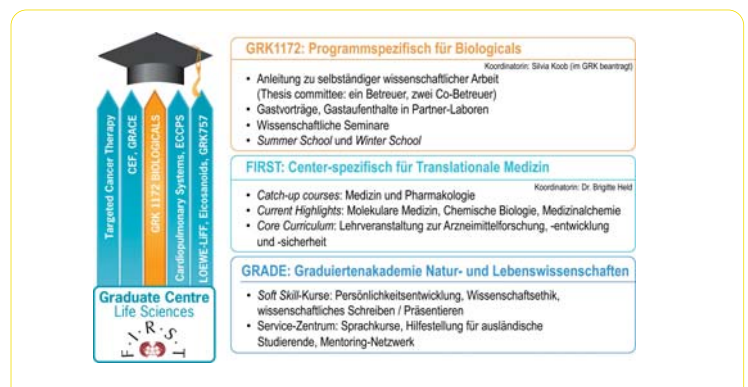 Targeted Cancer Therapy
CEF, GRACE
GRK 1172 BIOLOGICALS
Cardiopulmonary Systems, ECCPS
LOEWE-LiFF, Eicosanoids, GRK757
Graduate Centre
Life Sciences
F·I·R·S·T
GRK1172: Programmspezifisch für Biologicals
Koordinatorin: Silvia Koob (im GRK beantragt)
• Anleitung zu selbständiger wissenschaftlicher Arbeit
(Thesis committee: ein Betreuer, zwei Co-Betreuer)
• Gastvorträge, Gastaufenthalte in Partner-Laboren
• Wissenschaftliche Seminare
• Summer School und Winter School
FIRST: Center-spezifisch für Translationale Medizin
Koordinatorin: Dr. Brigitte Held
• Catch-up courses: Medizin und Pharmakologie
• Current Highlights: Molekulare Medizin, Chemische Biologie, Medizinalchemie
• Core Curriculum: Lehrveranstaltung zur Arzneimittelforschung, -entwicklung
und -sicherheit
GRADE: Graduiertenakademie Natur- und Lebenswissenschaften
• Soft Skill-Kurse: Persönlichkeitsentwicklung, Wissenschaftsethik,
wissenschaftliches Schreiben / Präsentieren
• Service-Zentrum: Sprachkurse, Hilfestellung für ausländische
Studierende, Mentoring-Netzwerk